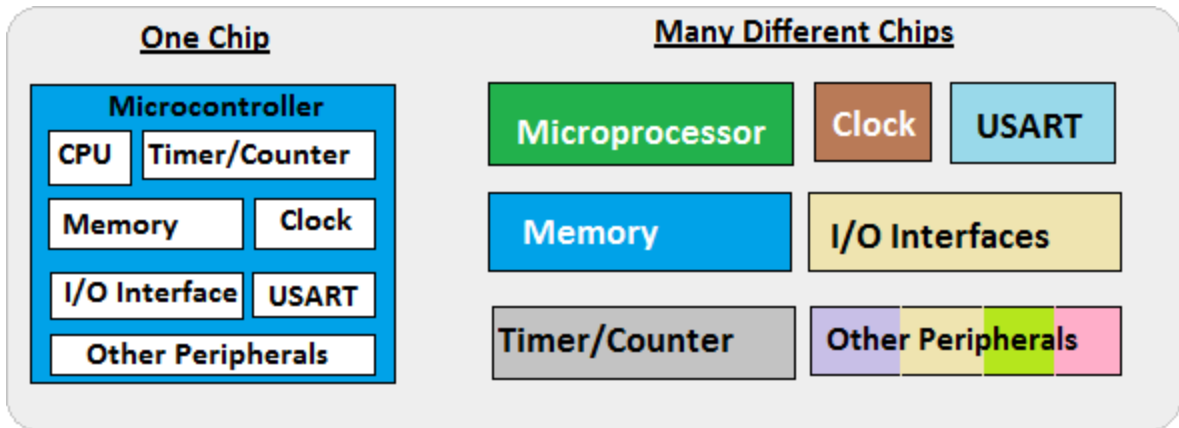 One Chip
Microcontroller
CPU
Timer/Counter
Memory
Clock
I/O Interface
USART
Other Peripherals
Many Different Chips
Microprocessor
Clock
USART
Memory
I/O Interfaces
Timer/Counter
Other Peripherals